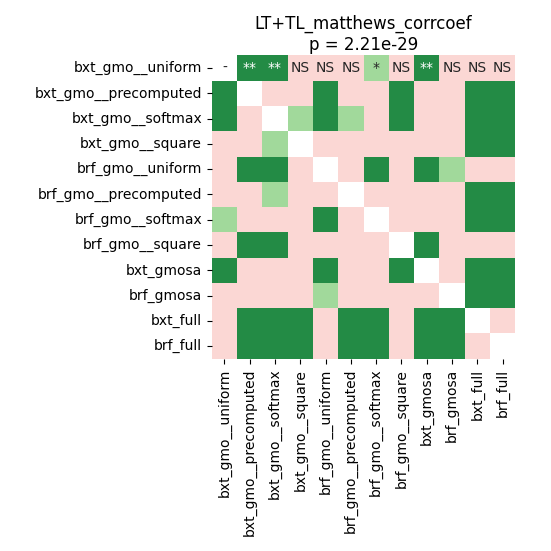 LT+TL_matthews_corrcoef
p = 2.21e-29
bxt_gmo__uniform - ** ** NS NS NS * NS ** NS NS NS
bxt_gmo__precomputed
bxt_gmo__softmax
bxt_gmo__square
brf_gmo__uniform
brf_gmo__precomputed
brf_gmo__softmax
brf_gmo__square
bxt_gmosa
brf_gmosa
bxt_full
brf_full
bxt_gmo__uniform
bxt_gmo__precomputed
bxt_gmo__softmax
bxt_gmo__square
brf_gmo__uniform
brf_gmo__precomputed
brf_gmo__softmax
brf_gmo__square
bxt_gmosa
brf_gmosa
bxt_full
brf_full